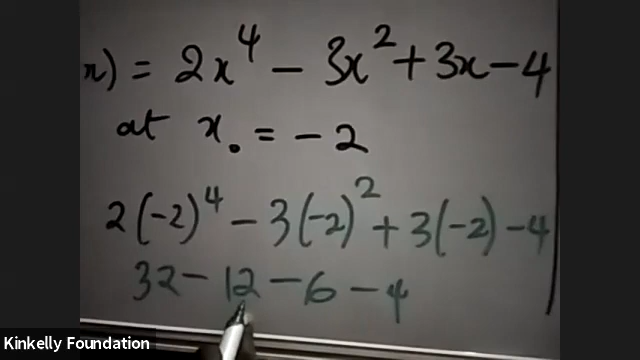 x) = 2x⁴ - 3x² + 3x - 4
at x₀ = -2
2(-2)⁴ - 3(-2)² + 3(-2) - 4
32 - 12 - 6 - 4
Kinkelly Foundation